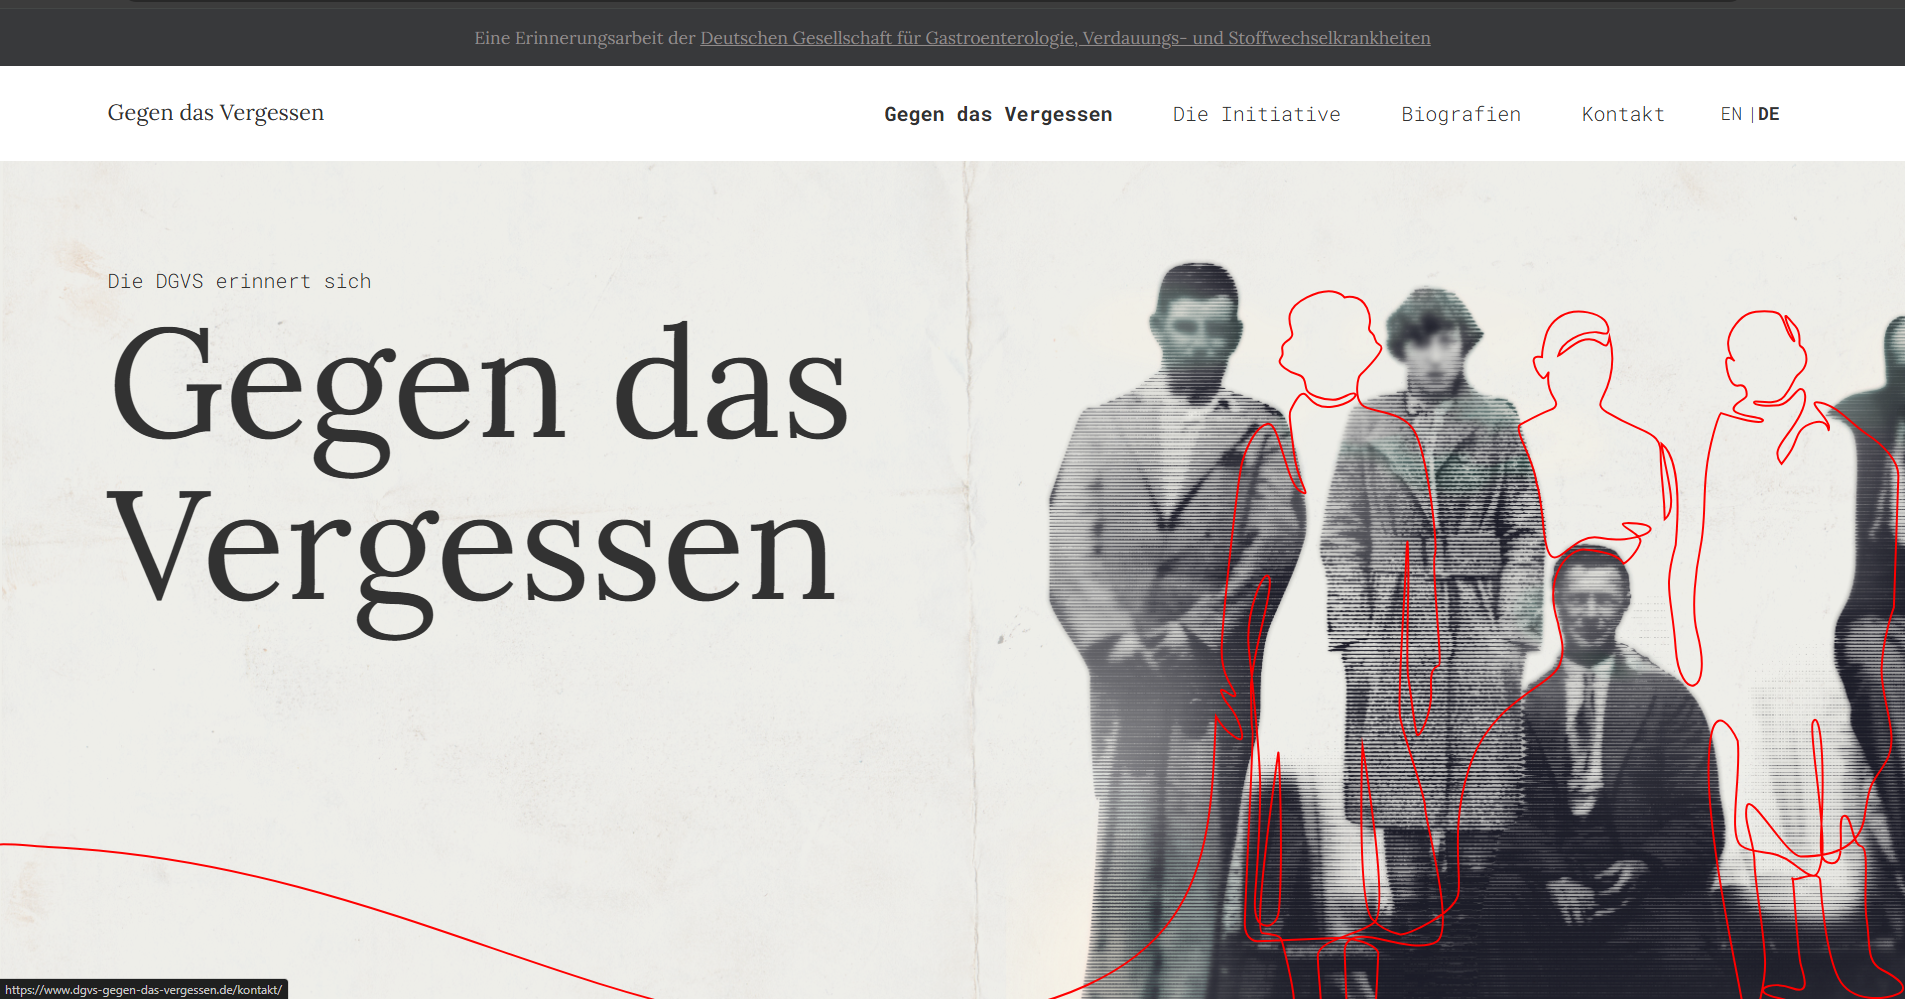 Eine Erinnerungsarbeit der Deutschen Gesellschaft für Gastroenterologie, Verdauungs- und Stoffwechselkrankheiten
Gegen das Vergessen
Gegen das Vergessen
Die Initiative
Biografien
Kontakt
EN | DE
Die DGVS erinnert sich
Gegen das
Vergessen
https://www.dgvs-gegen-das-vergessen.de/kontakt/